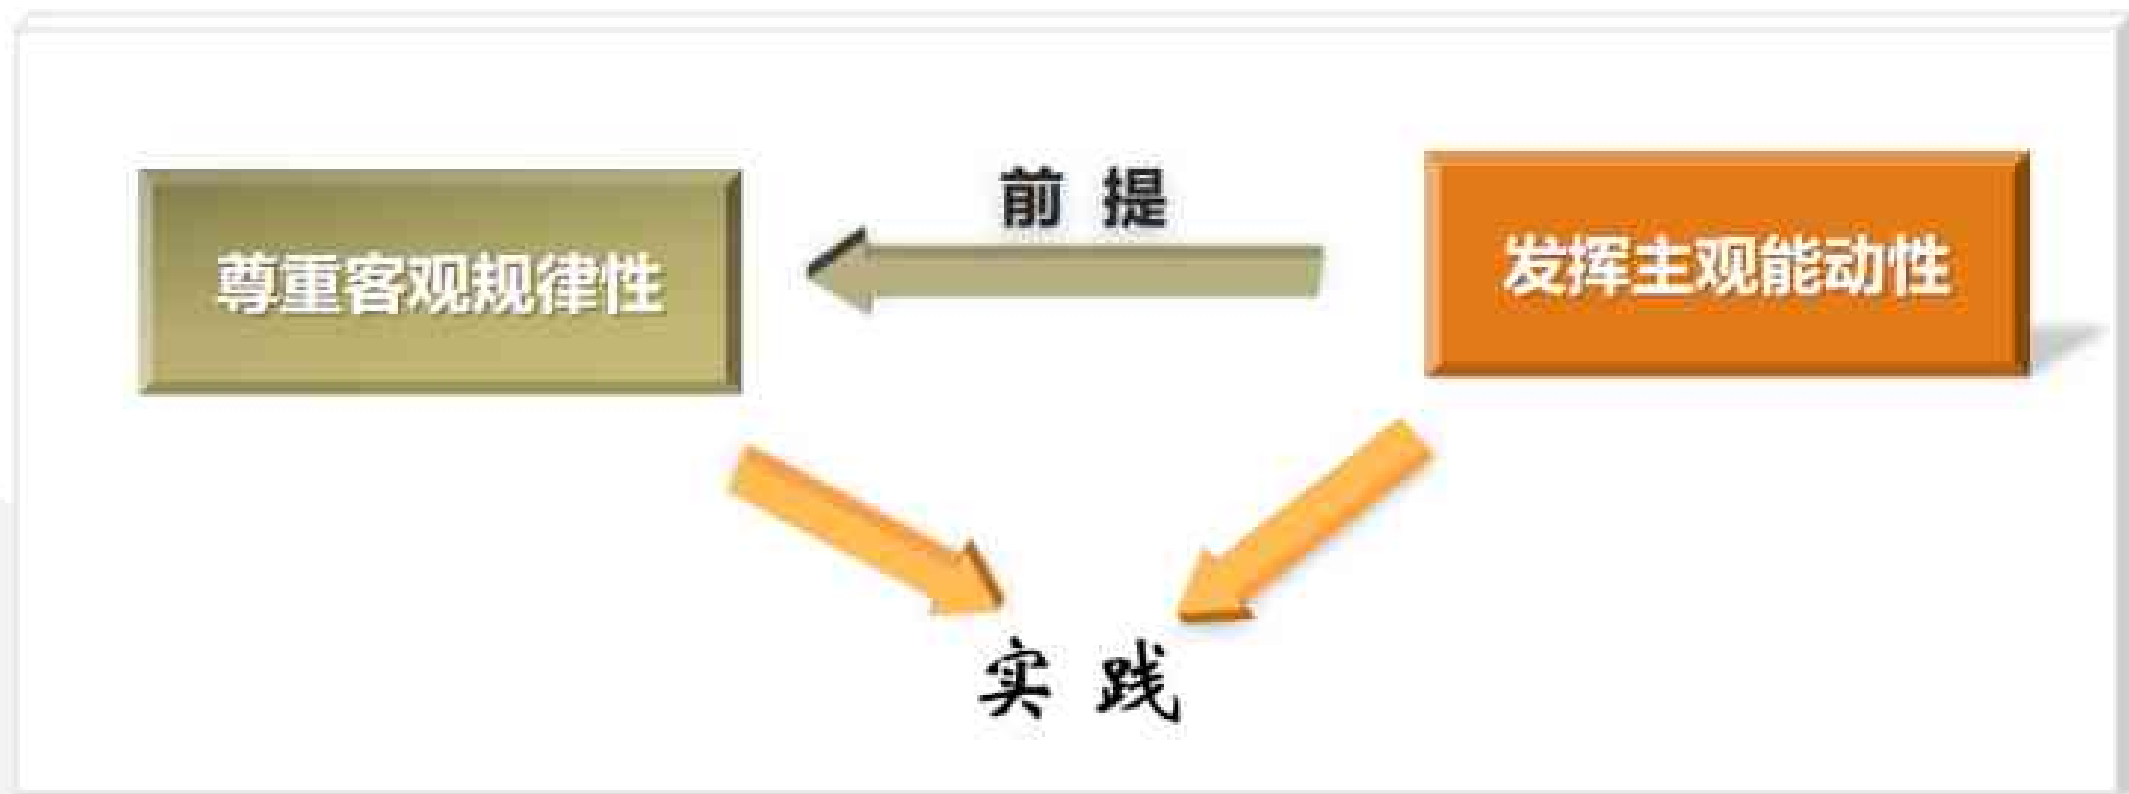 前 提
尊重客观规律性
发挥主观能动性
实 践